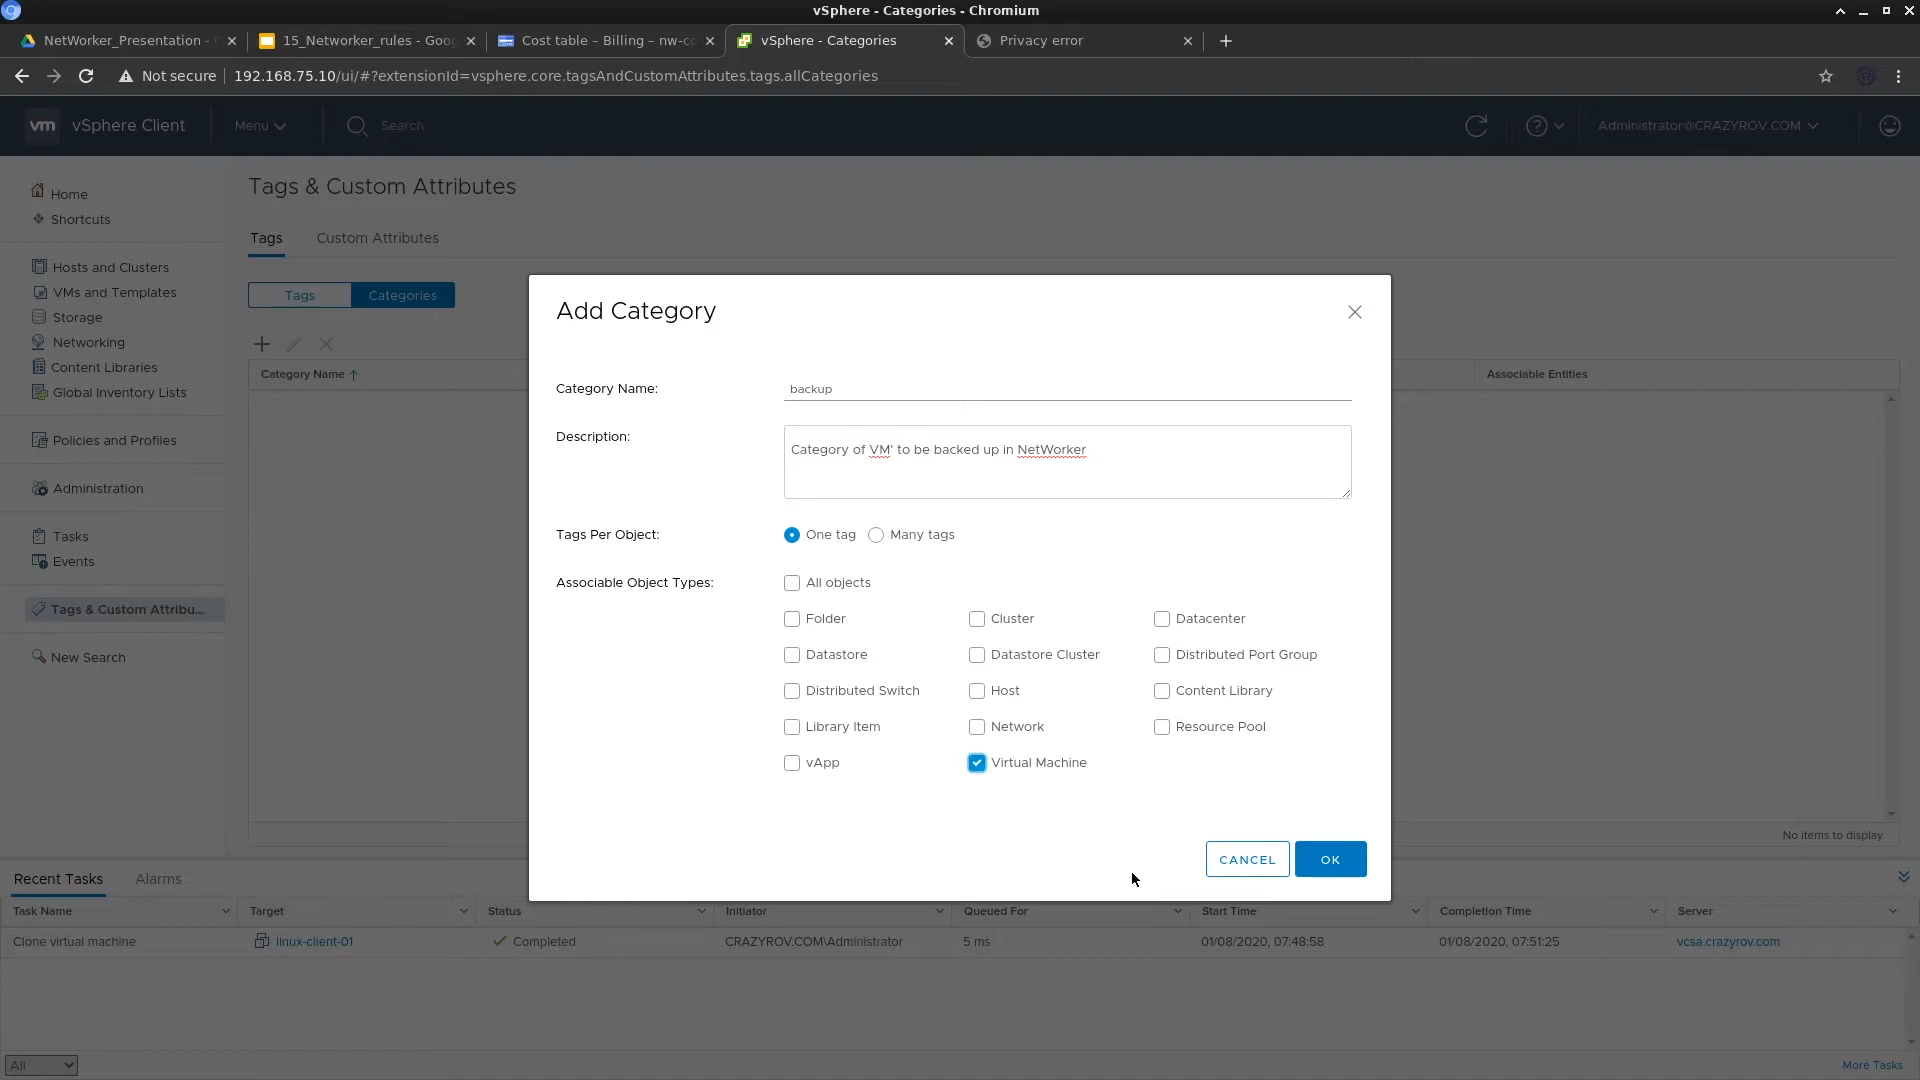 vSphere - Categories - Chromium
NetWorker_Presentation - 
15_Networker_rules - Goog
Cost table – Billing – nw-co
vSphere - Categories
Privacy error
Not secure 192.168.75.10/ui/#?extensionId=vsphere.core.tagsAndCustomAttributes.tags.allCategories
vm vSphere Client Menu Search Administrator@CRAZYROV.COM
Home
Shortcuts
Hosts and Clusters
VMs and Templates
Storage
Networking
Content Libraries
Global Inventory Lists
Policies and Profiles
Administration
Tasks
Events
Tags & Custom Attribu...
New Search
Tags & Custom Attributes
Tags Custom Attributes
Tags Categories
Category Name Associable Entities
No items to display
Add Category
Category Name: backup
Description: Category of VM' to be backed up in NetWorker
Tags Per Object: One tag Many tags
Associable Object Types: All objects
Folder Cluster Datacenter
Datastore Datastore Cluster Distributed Port Group
Distributed Switch Host Content Library
Library Item Network Resource Pool
vApp Virtual Machine
CANCEL OK
Recent Tasks Alarms
Task Name Target Status Initiator Queued For Start Time Completion Time Server
Clone virtual machine linux-client-01 Completed CRAZYROV.COM\Administrator 5 ms 01/08/2020, 07:48:58 01/08/2020, 07:51:25 vcsa.crazyrov.com
All More Tasks